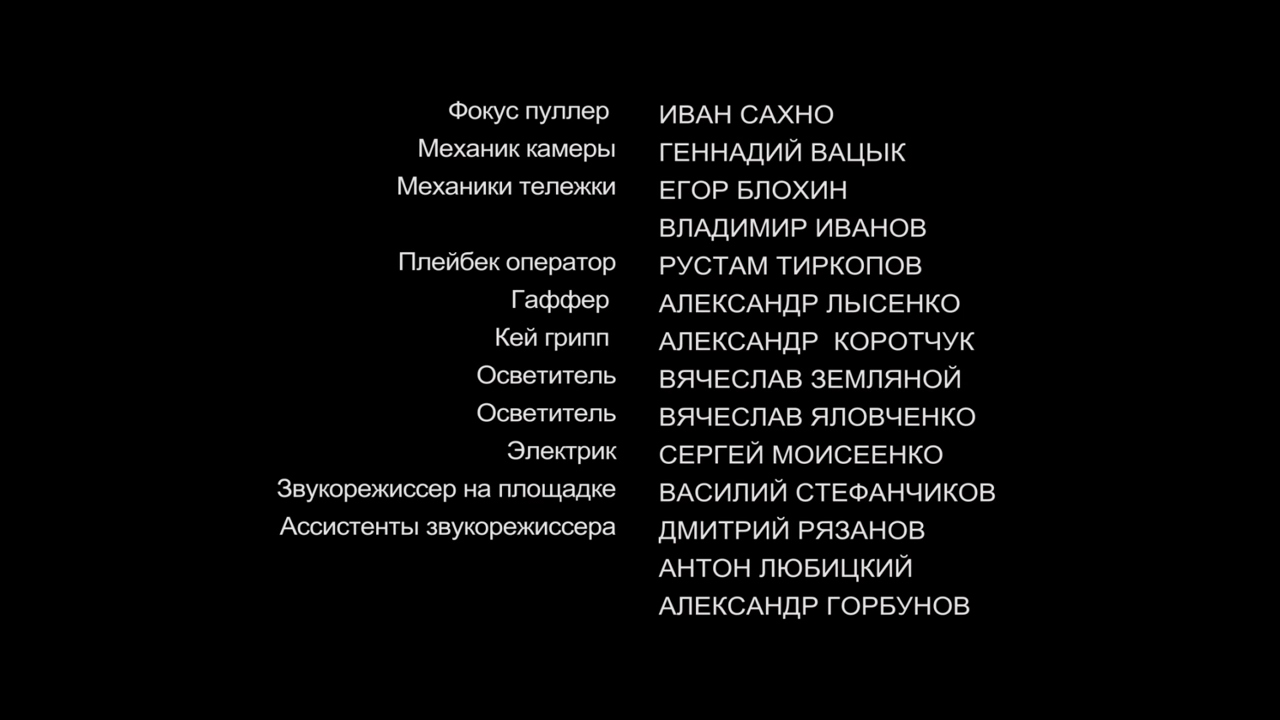 Фокус пуллер ИВАН САХНО
Механик камеры ГЕННАДИЙ ВАЦЫК
Механики тележки ЕГОР БЛОХИН
ВЛАДИМИР ИВАНОВ
Плейбек оператор РУСТАМ ТИРКОПОВ
Гаффер АЛЕКСАНДР ЛЫСЕНКО
Кей грипп АЛЕКСАНДР КОРОТЧУК
Осветитель ВЯЧЕСЛАВ ЗЕМЛЯНОЙ
Осветитель ВЯЧЕСЛАВ ЯЛОВЧЕНКО
Электрик СЕРГЕЙ МОИСЕЕНКО
Звукорежиссер на площадке ВАСИЛИЙ СТЕФАНЧИКОВ
Ассистенты звукорежиссера ДМИТРИЙ РЯЗАНОВ
АНТОН ЛЮБИЦКИЙ
АЛЕКСАНДР ГОРБУНОВ